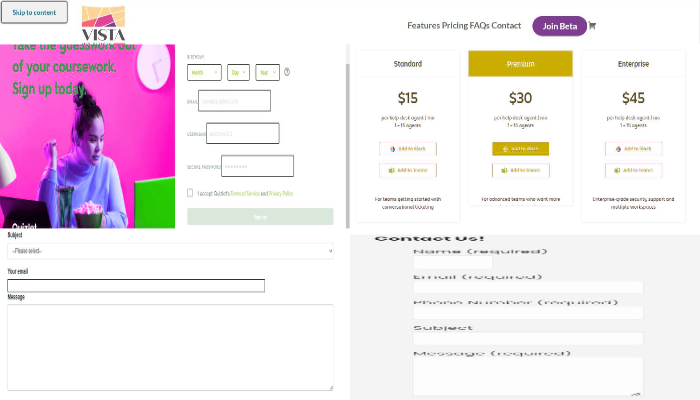 Skip to content
VISTA
Features Pricing FAQs Contact
Join Beta
Take the guesswork out
of your coursework.
Sign up today.
Quizlet
BIRTHDAY
Month
Day
Year
EMAIL
USERNAME
SECURE PASSWORD
I accept Quizlet's Terms of Service and Privacy Policy
Sign up
Standard
$15
per help desk agent / mo
1 - 15 agents
Add to Slack
Add to Teams
For teams getting started with
conversational ticketing
Premium
$30
per help desk agent / mo
1 - 15 agents
Add to Slack
Add to Teams
For advanced teams who want more
Enterprise
$45
per help desk agent / mo
1 - 15 agents
Add to Slack
Add to Teams
Enterprise-grade security support and
multiple workspaces
Subject
--Please select--
Your email
Message
Contact Us!
Name (required)
Email (required)
Phone Number (required)
Subject
Message (required)